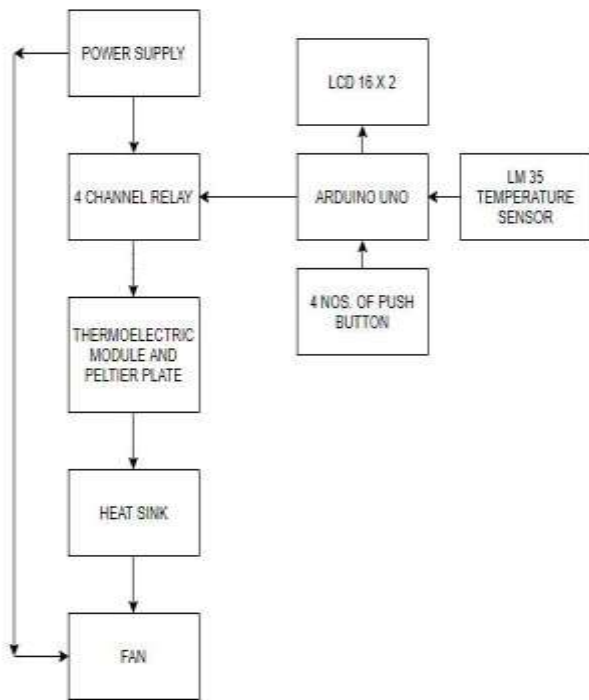 POWER SUPPLY
LCD 16 X 2
4 CHANNEL RELAY
ARDUINO UNO
LM 35
TEMPERATURE
SENSOR
4 NOS. OF PUSH
BUTTON
THERMOELECTRIC
MODULE AND
PELTIER PLATE
HEAT SINK
FAN